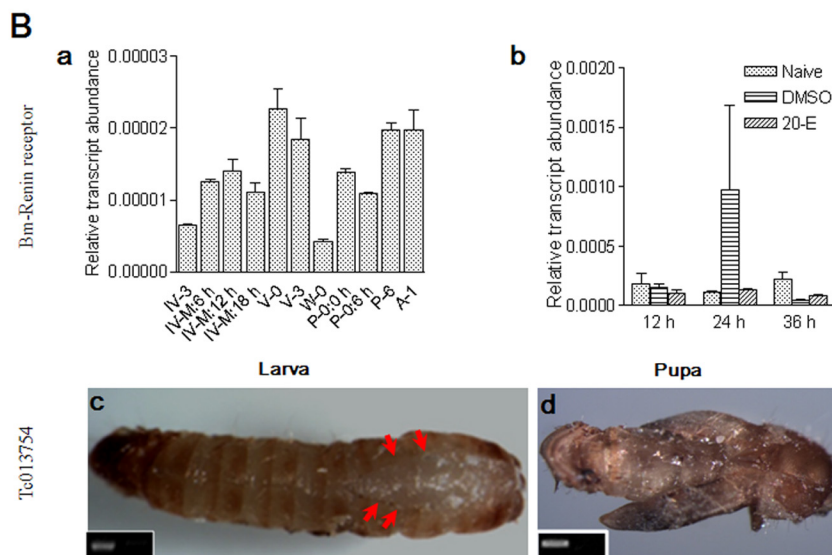 B
a
Bm-Renin receptor
Relative transcript abundance
0.00003
0.00002
0.00001
0.00000
IV-3
IV-M:6 h
IV-M:12 h
IV-M:18 h
V-0
V-3
W-0
P-0:0 h
P-0:6 h
P-6
A-1
b
Relative transcript abundance
0.0020
0.0015
0.0010
0.0005
0.0000
Naive
DMSO
20-E
12 h 24 h 36 h
Larva
Pupa
Tc013754
c
d